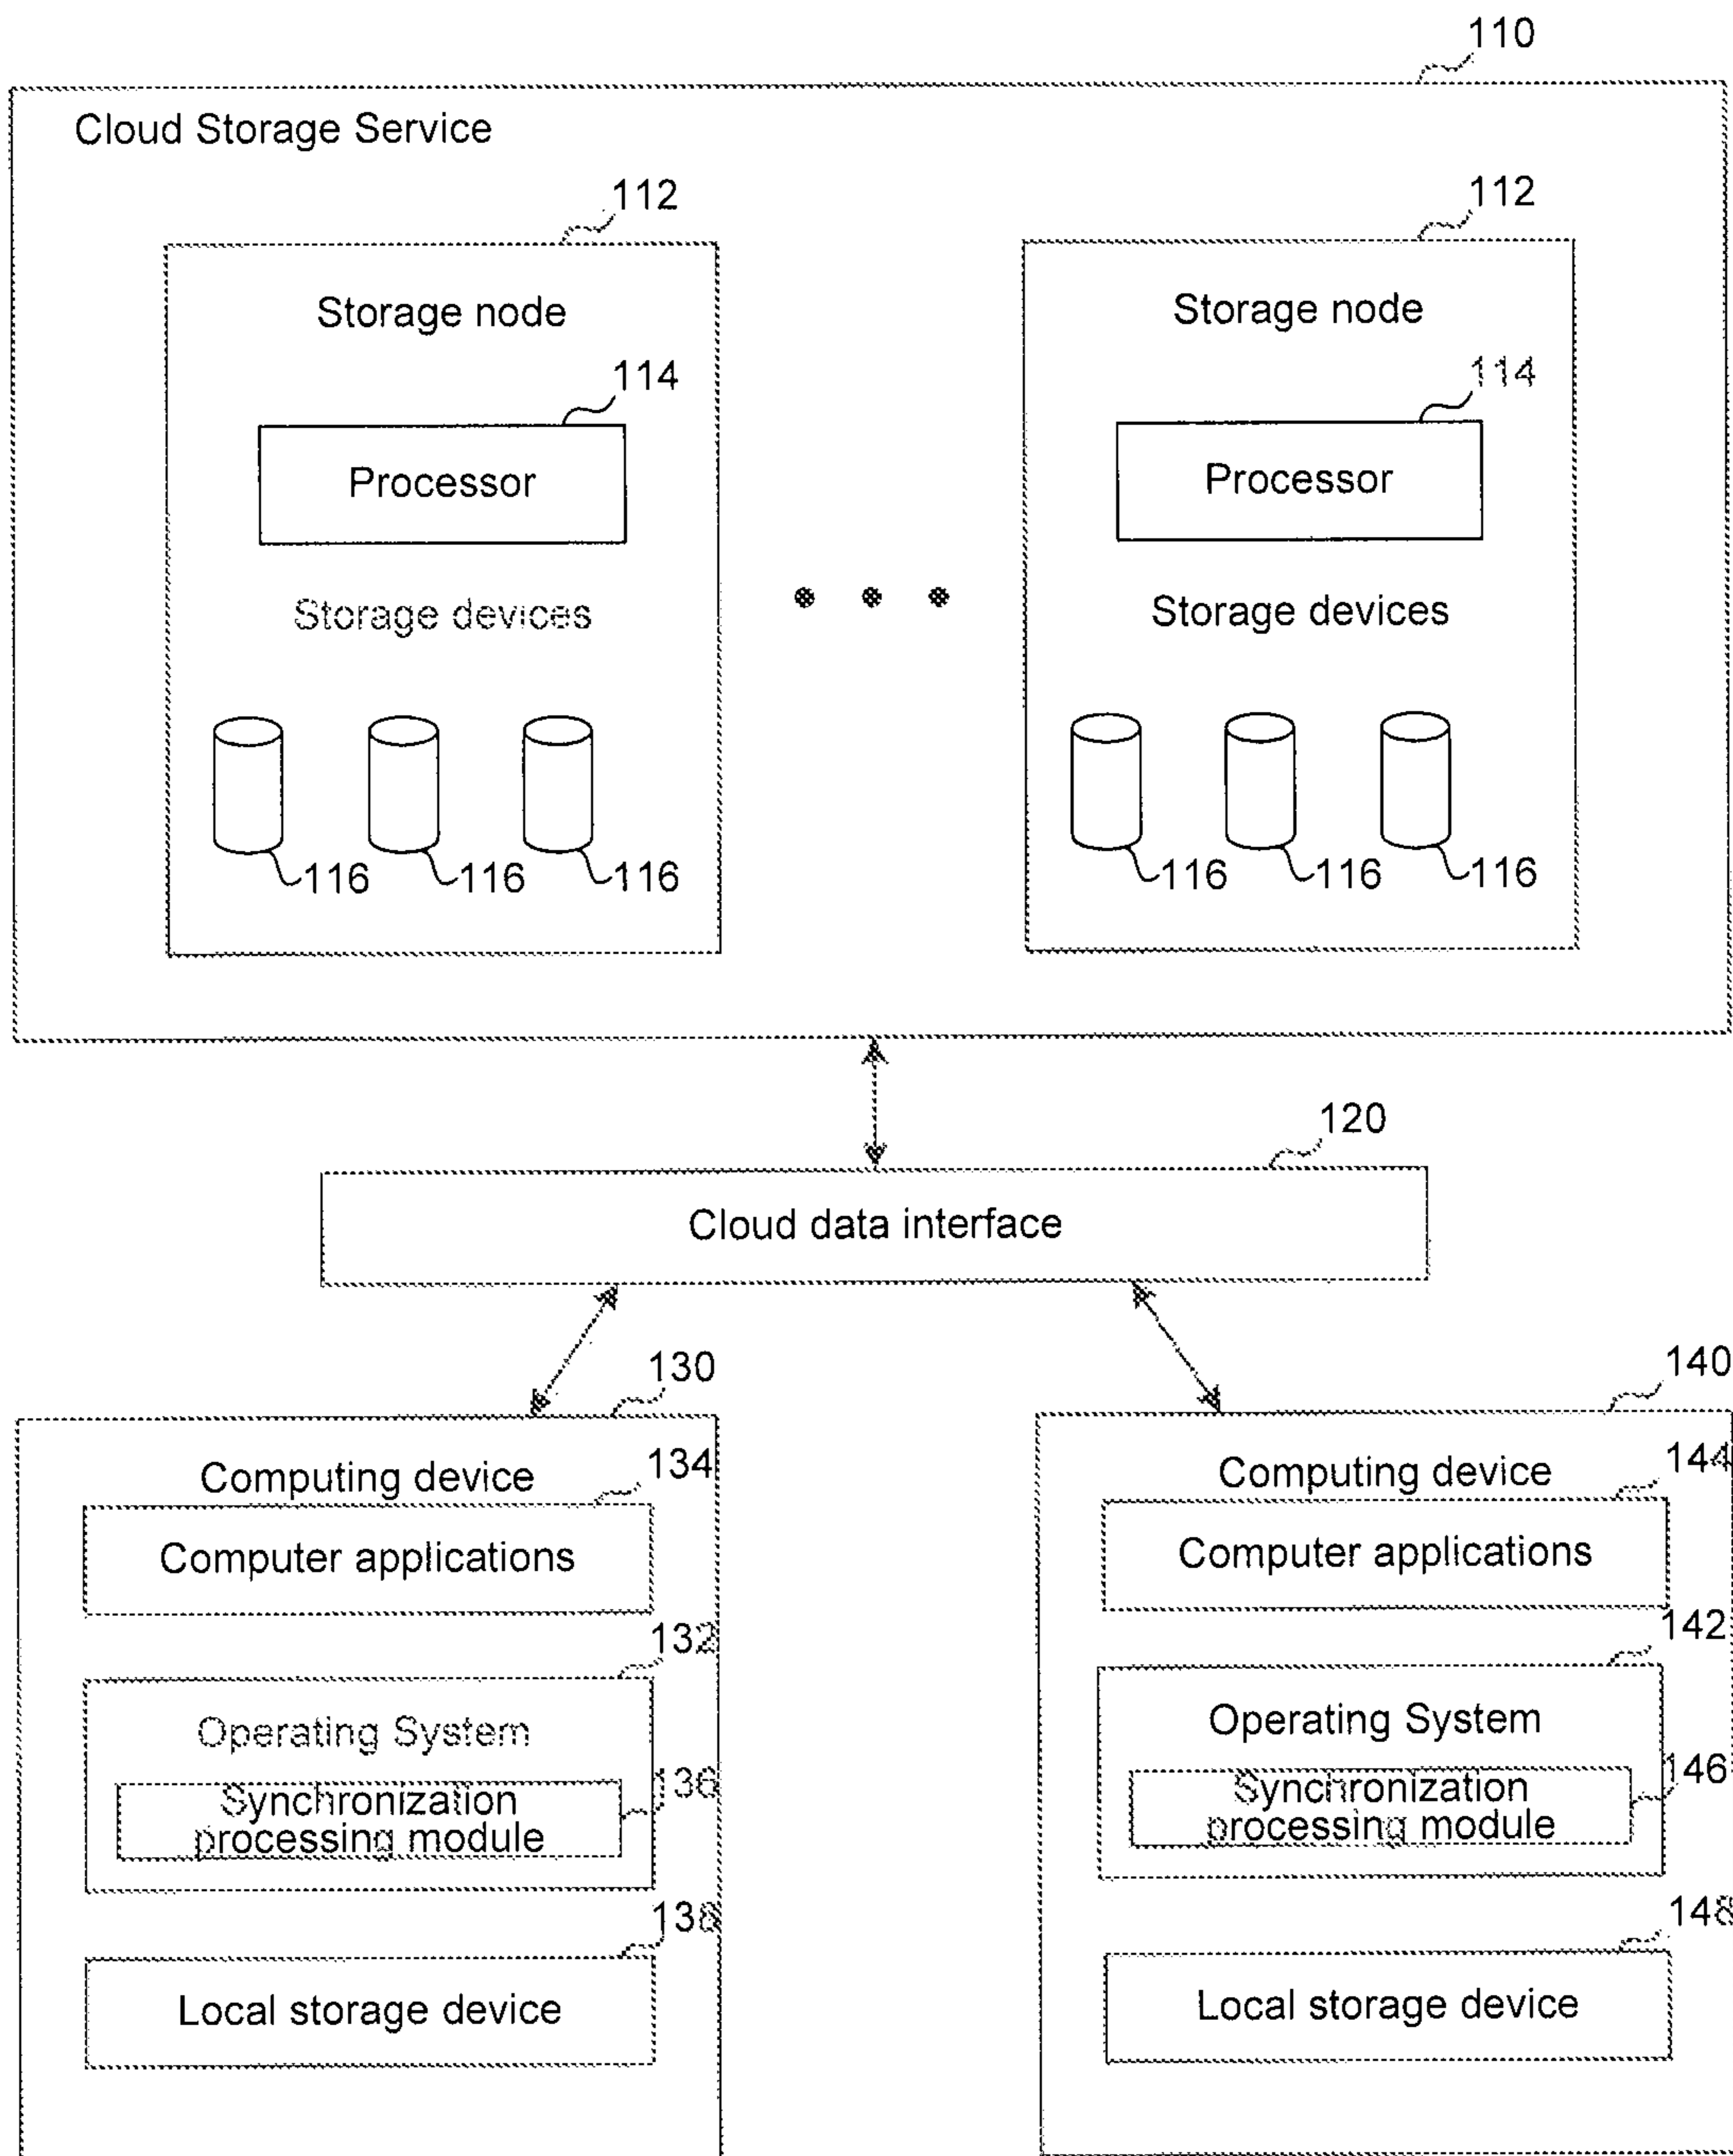 110
Cloud Storage Service
112
112
Storage node
Storage node
114
114
Processor
Processor
Storage devices
Storage devices
116
116
116
116
116
116
120
Cloud data interface
130
140
Computing device
134
Computing device
144
Computer applications
Computer applications
132
142
Operating System
Operating System
136
146
Synchronization
processing module
Synchronization
processing module
138
148
Local storage device
Local storage device